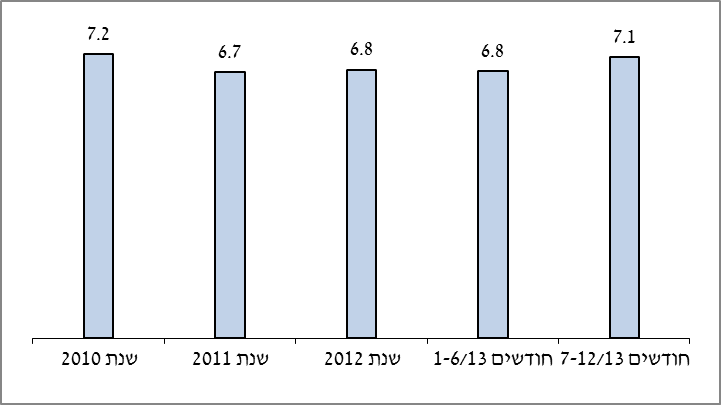 7.2
6.7
6.8
6.8
7.1
שנת 2010
שנת 2011
שנת 2012
חודשים 1-6/13
חודשים 7-12/13